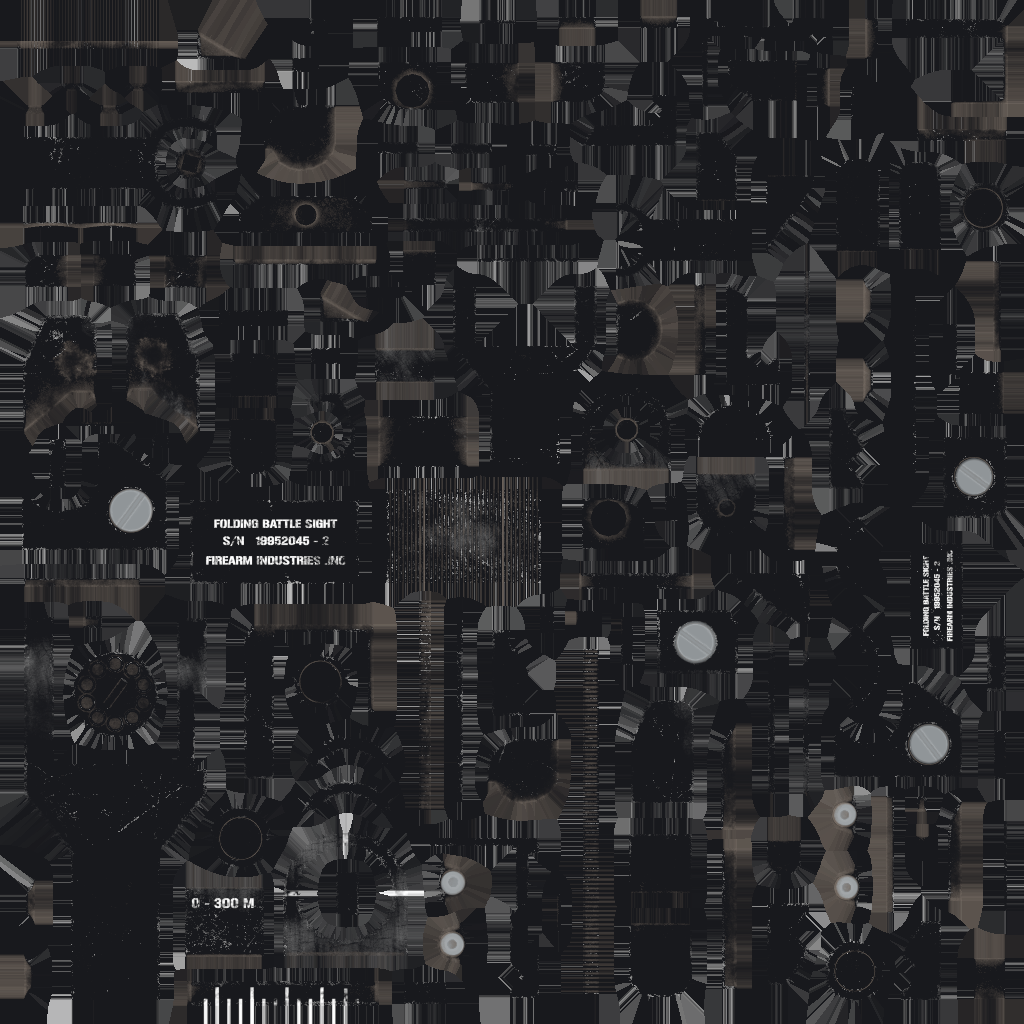 FOLDING BATTLE SIGHT
S/N 19952045 - 2
FIREARM INDUSTRIES .INC
FOLDING BATTLE SIGHT
S/N 19952045 - 2
FIREARM INDUSTRIES .INC
0 - 300 M